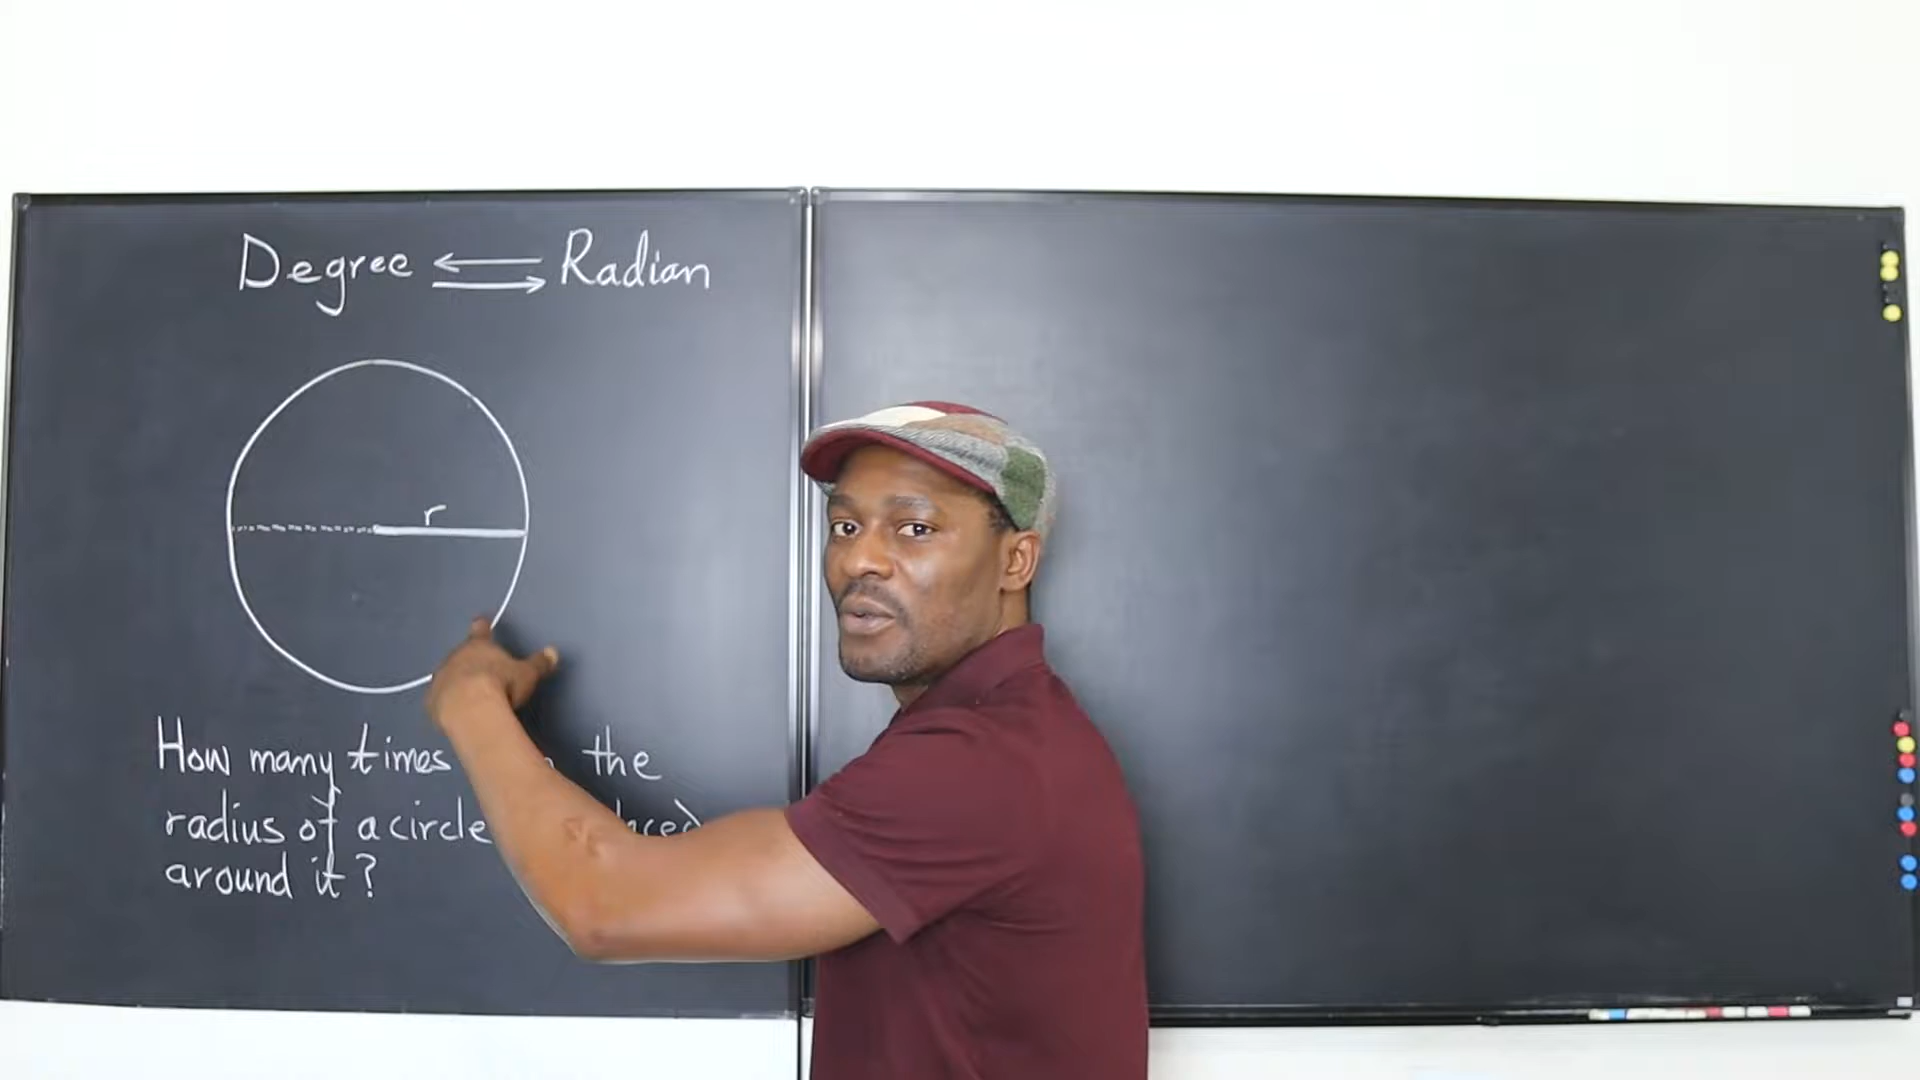 Degree ⇄ Radian
r
How many times the
radius of a circle
around it?